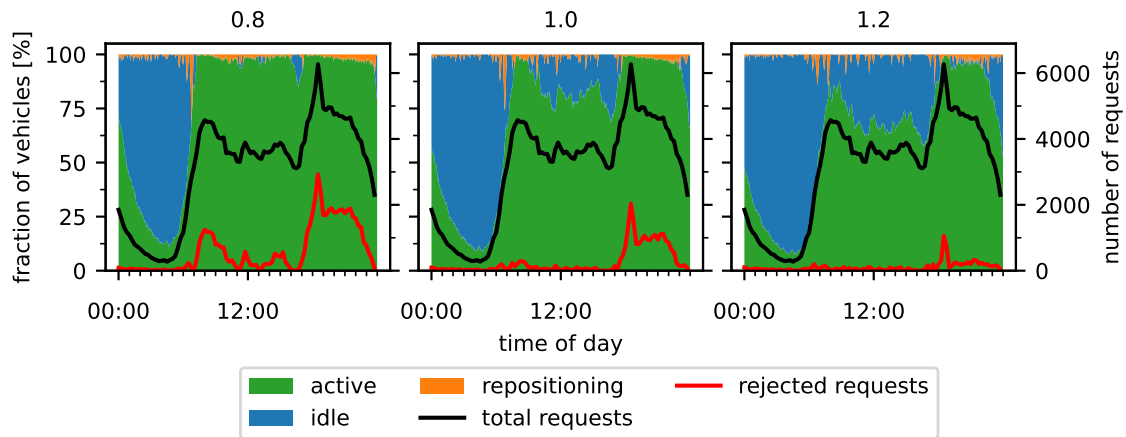 0.8 1.0 1.2
fraction of vehicles [%]
100
75
50
25
0
6000
4000
2000
0
number of requests
00:00 12:00 00:00 12:00 00:00 12:00
time of day
active repositioning rejected requests
idle total requests